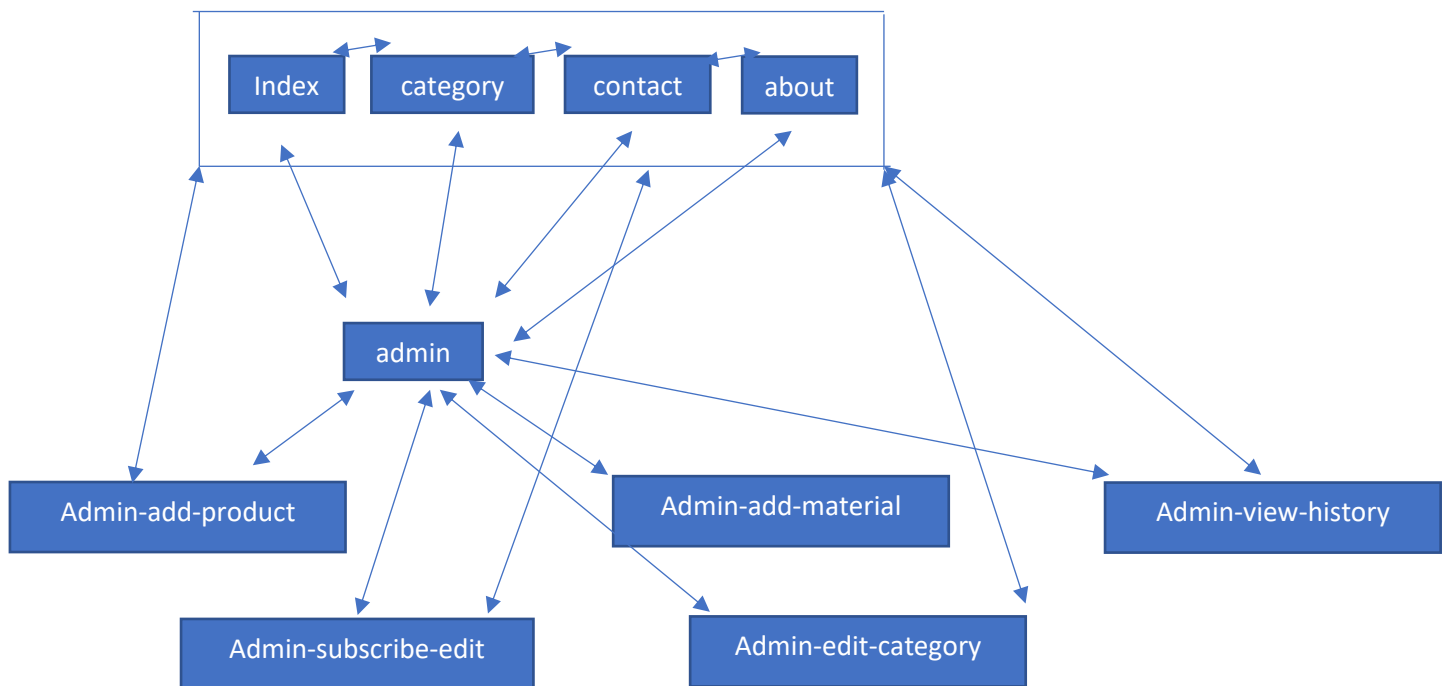 Index
category
contact
about
admin
Admin-add-product
Admin-add-material
Admin-view-history
Admin-subscribe-edit
Admin-edit-category